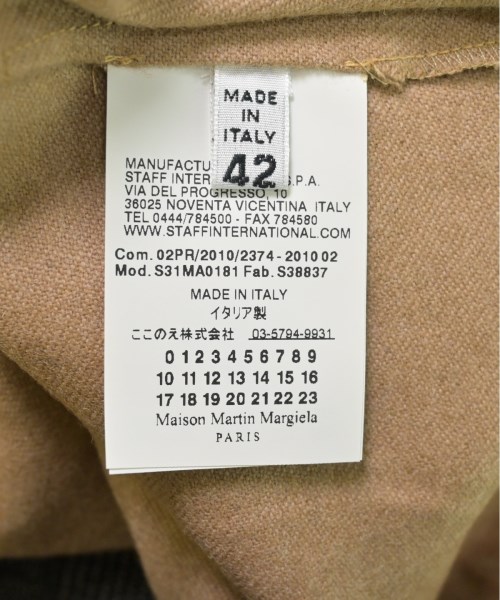 MADE
IN
ITALY
42
STAFF S.P.A.
VIA DEL PROGRESSO, 10
36025 NOVENTA VICENTINA ITALY
TEL 0444/784500 - FAX 784580
WWW.STAFFINTERNATIONAL.COM
Com. 02PR/2010/2374 - 2010 02
Mod. S31MA0181 Fab. S38837
MADE IN ITALY
イタリア製
ここのえ株式会社 03-5794-9931
0 1 2 3 4 5 6 7 8 9
10 11 12 13 14 15 16
17 18 19 20 21 22 23
Maison Martin Margiela
PARIS